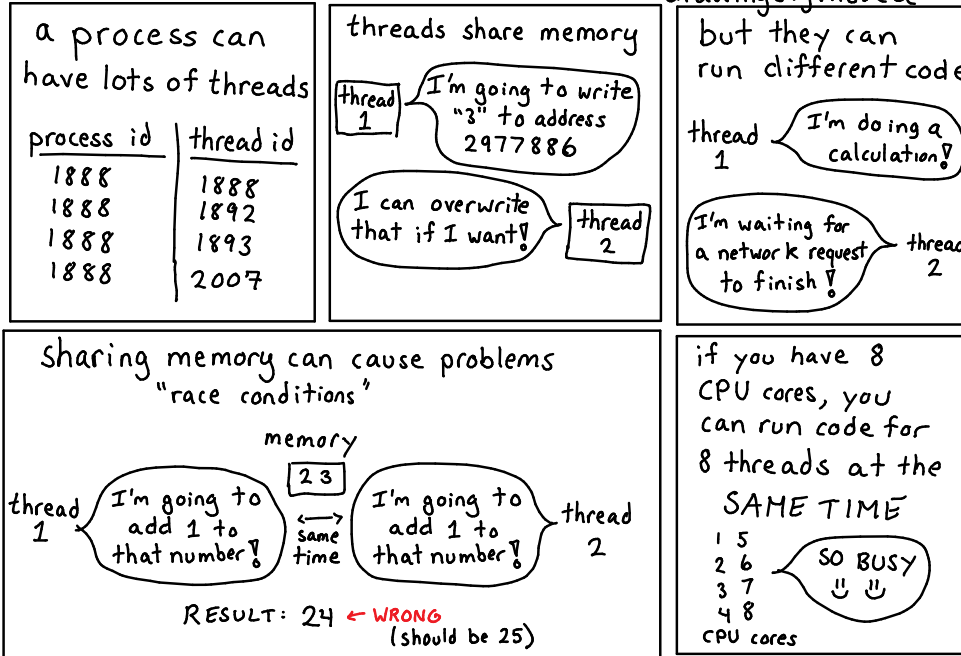 a process can
have lots of threads
process id | thread id
1888 1888
1888 1892
1888 1893
1888 2007
threads share memory
thread
1
I'm going to write
"3" to address
2977886
I can overwrite
that if I want!
thread
2
but they can
run different code
thread
1
I'm doing a
calculation!
I'm waiting for
a network request
to finish!
thread
2
sharing memory can cause problems
"race conditions"
memory
23
thread
1
I'm going to
add 1 to
that number!
same
time
I'm going to
add 1 to
that number!
thread
2
RESULT: 24 ← WRONG
(should be 25)
if you have 8
CPU cores, you
can run code for
8 threads at the
SAME TIME
1 5
2 6
3 7
4 8
CPU cores
SO BUSY